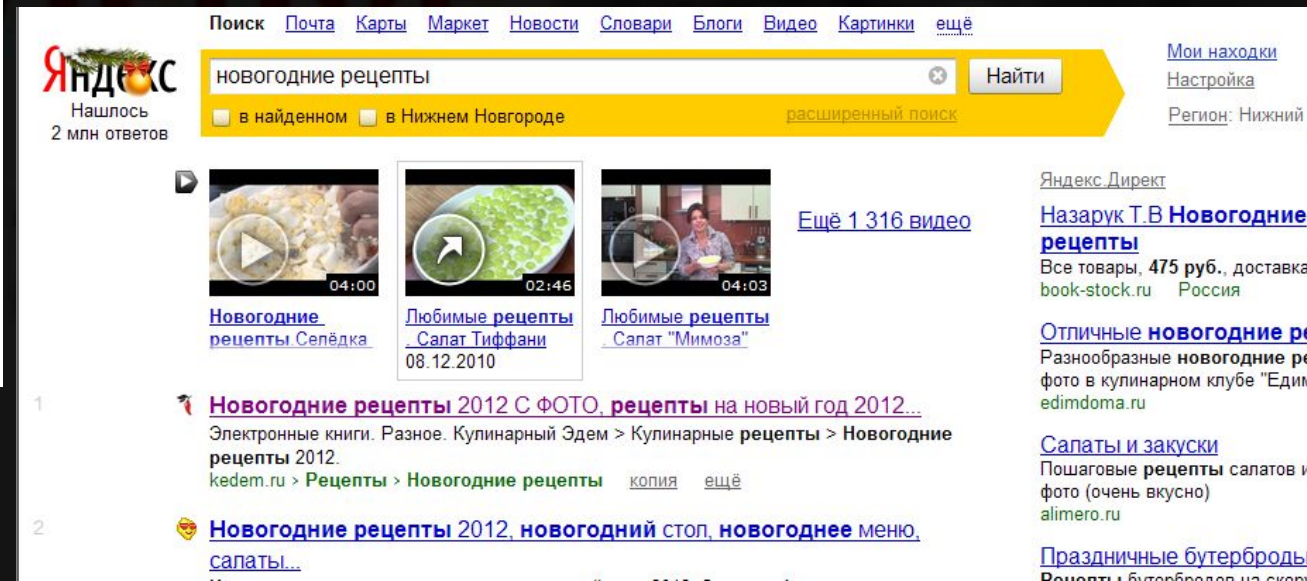 Поиск Почта Карты Маркет Новости Словари Блоги Видео Картинки ещё
Яндекс
Нашлось
2 млн ответов
новогодние рецепты
Найти
в найденном в Нижнем Новгороде расширенный поиск
Мои находки
Настройка
Регион: Нижний
04:00
Новогодние
рецепты.Селёдка
02:46
Любимые рецепты
. Салат Тиффани
08.12.2010
04:03
Любимые рецепты
. Салат "Мимоза"
Ещё 1 316 видео
1
Новогодние рецепты 2012 С ФОТО, рецепты на новый год 2012...
Электронные книги. Разное. Кулинарный Эдем > Кулинарные рецепты > Новогодние
рецепты 2012.
kedem.ru › Рецепты › Новогодние рецепты копия ещё
2
Новогодние рецепты 2012, новогодний стол, новогоднее меню,
салаты...
Яндекс.Директ
Назарук Т.В Новогодние
рецепты
Все товары, 475 руб., доставка
book-stock.ru Россия
Отличные новогодние ре
Разнообразные новогодние ре
фото в кулинарном клубе "Едим
edimdoma.ru
Салаты и закуски
Пошаговые рецепты салатов и
фото (очень вкусно)
alimero.ru
Праздничные бутерброды